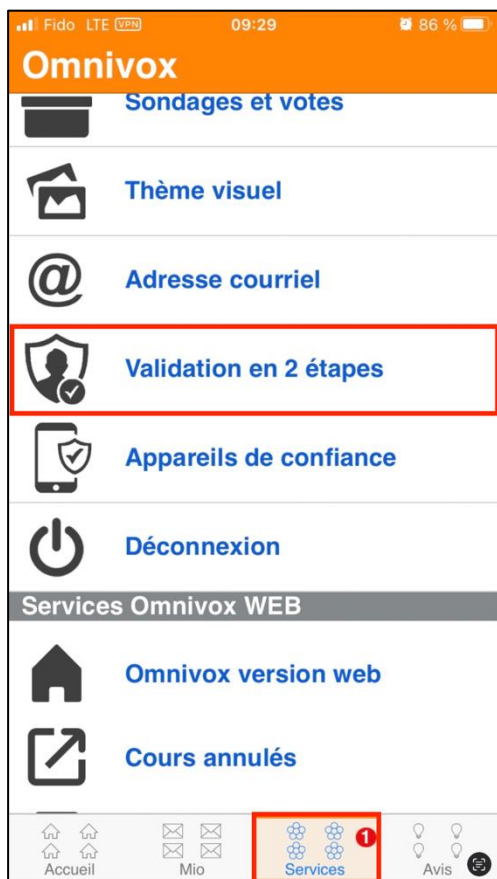 Fido LTE VPN 09:29 86 %
Omnivox
Sondages et votes
Thème visuel
@ Adresse courriel
Validation en 2 étapes
Appareils de confiance
Déconnexion
Services Omnivox WEB
Omnivox version web
Cours annulés
1
Accueil Mio Services Avis